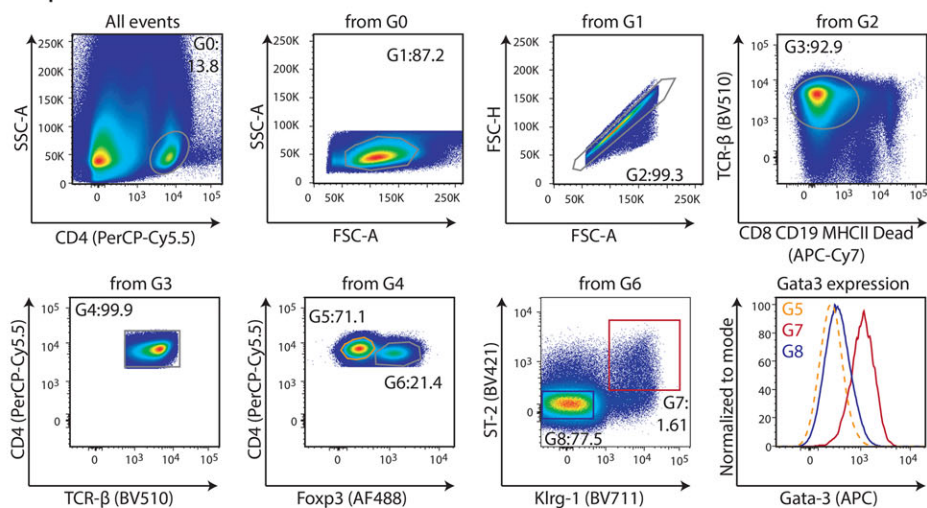 All events
from G0
from G1
from G2
G0:
13.8
G1:87.2
G2:99.3
G3:92.9
250K
200K
150K
100K
50K
0
SSC-A
0
10³
10⁴
10⁵
CD4 (PerCP-Cy5.5)
250K
200K
150K
100K
50K
0
SSC-A
50K
150K
250K
FSC-A
250K
200K
150K
100K
50K
0
FSC-H
0
50K
150K
250K
FSC-A
10⁵
10⁴
10³
0
TCR-β (BV510)
0
10³
10⁴
10⁵
CD8 CD19 MHCII Dead
(APC-Cy7)
from G3
from G4
from G6
Gata3 expression
G4:99.9
G5:71.1
G6:21.4
G7:
1.61
G8:77.5
G5
G7
G8
10⁵
10⁴
10³
0
CD4 (PerCP-Cy5.5)
0
10³
10⁴
TCR-β (BV510)
10⁵
10⁴
10³
0
CD4 (PerCP-Cy5.5)
0
10³
10⁴
10⁵
Foxp3 (AF488)
10⁴
10³
0
ST-2 (BV421)
0
10³
10⁴
10⁵
Klrg-1 (BV711)
100
80
60
40
20
0
Normalized to mode
0
10³
10⁴
Gata-3 (APC)